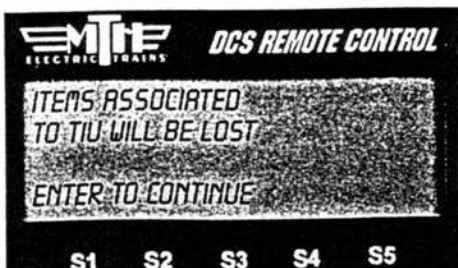 MTH
ELECTRIC TRAINS
DCS REMOTE CONTROL
ITEMS ASSOCIATED
TO TIU WILL BE LOST
ENTER TO CONTINUE
S1 S2 S3 S4 S5